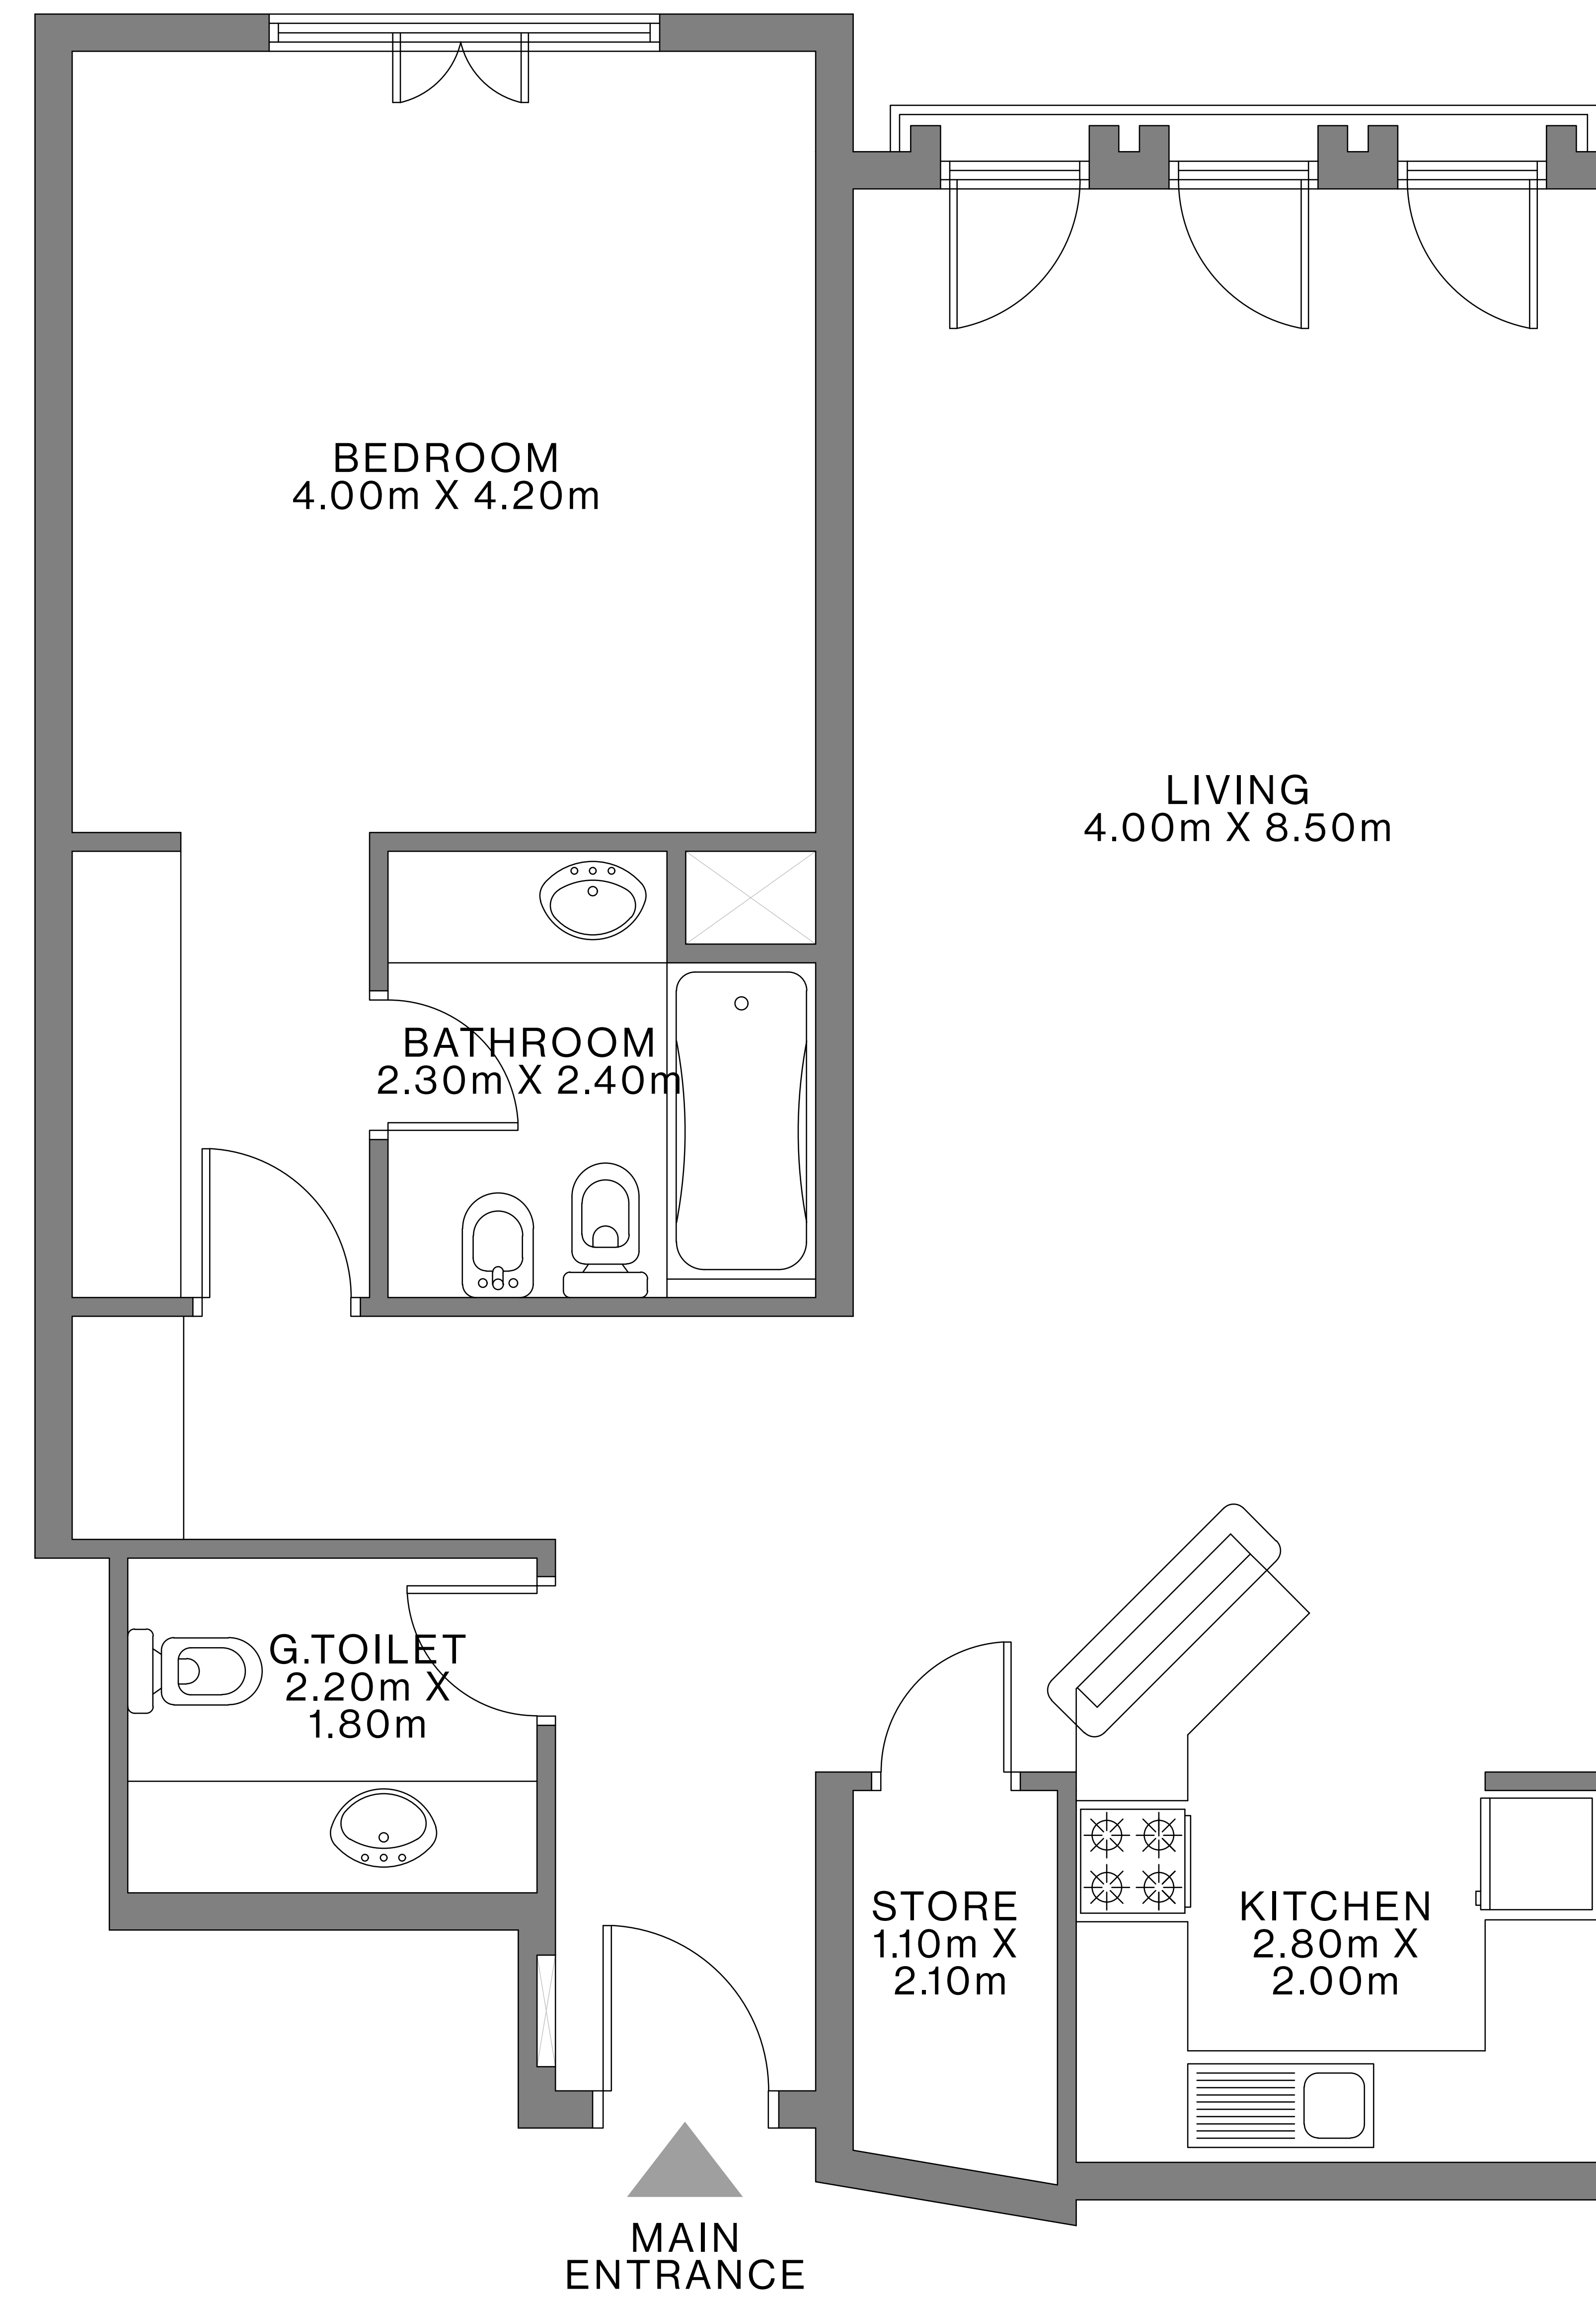 BEDROOM
4.00m X 4.20m
LIVING
4.00m X 8.50m
BATHROOM
2.30m X 2.40m
G.TOILET
2.20m X
1.80m
STORE
1.10m X
2.10m
KITCHEN
2.80m X
2.00m
MAIN
ENTRANCE